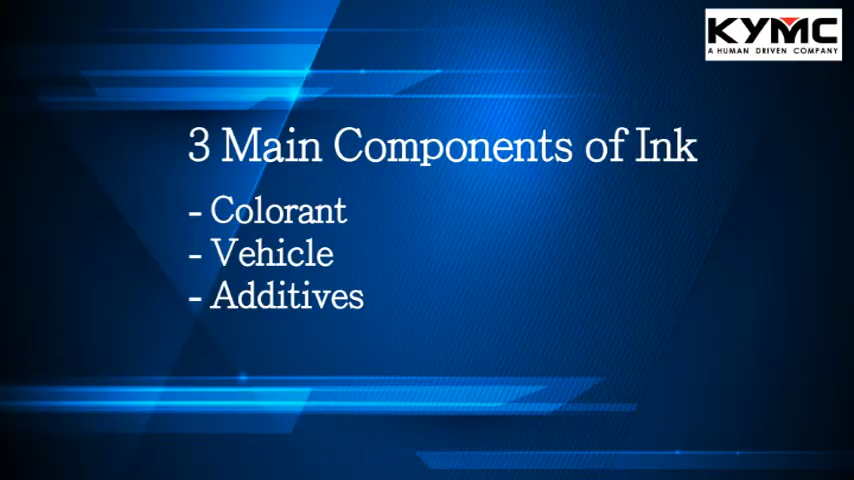 KYMC
A HUMAN DRIVEN COMPANY
3 Main Components of Ink
- Colorant
- Vehicle
- Additives